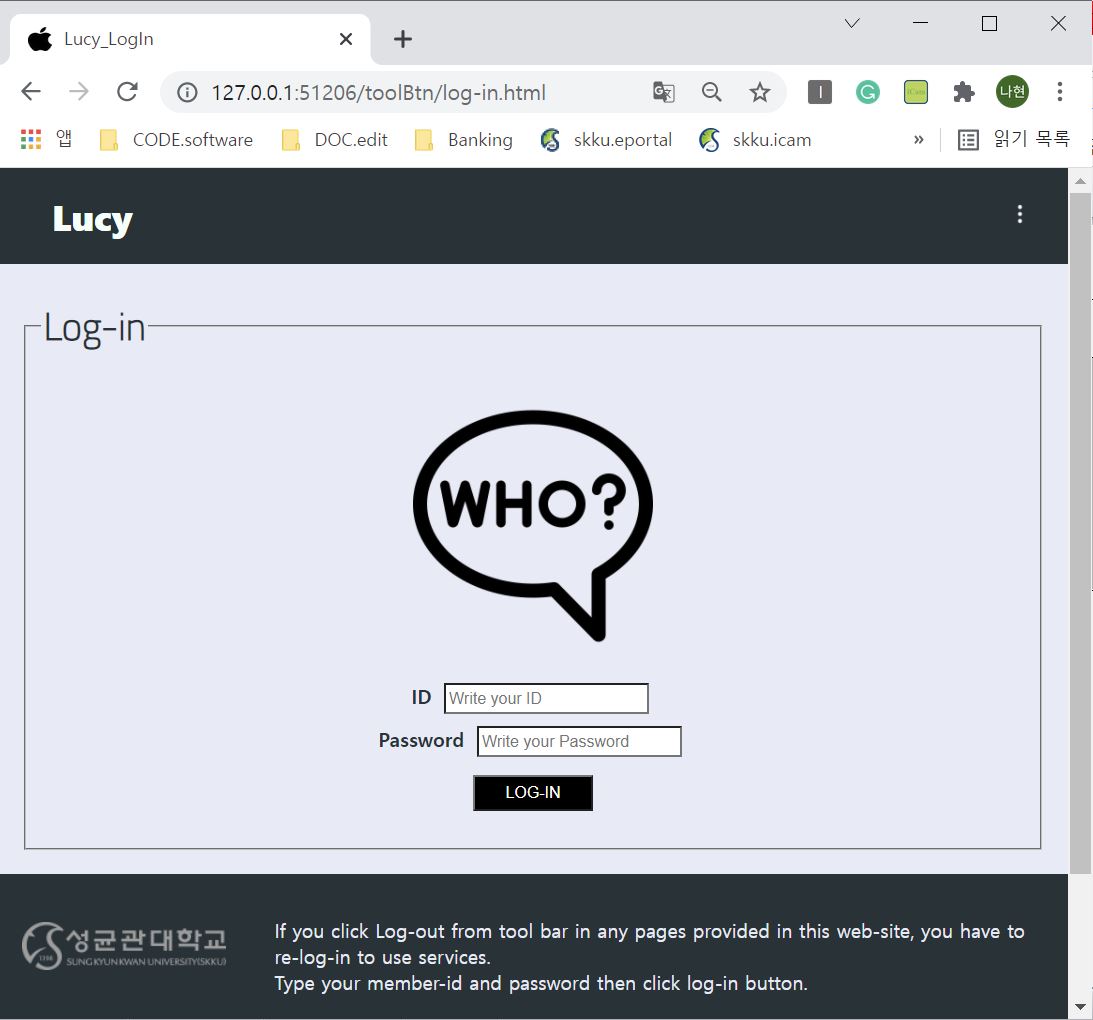 Lucy_LogIn
127.0.0.1:51206/toolBtn/log-in.html
나현
앱 CODE.software DOC.edit Banking skku.eportal skku.icam » 읽기 목록
Lucy
Log-in
WHO?
ID Write your ID
Password Write your Password
LOG-IN
성균관대학교
SUNGKYUNKWAN UNIVERSITY(SKKU)
1398
If you click Log-out from tool bar in any pages provided in this web-site, you have to
re-log-in to use services.
Type your member-id and password then click log-in button.